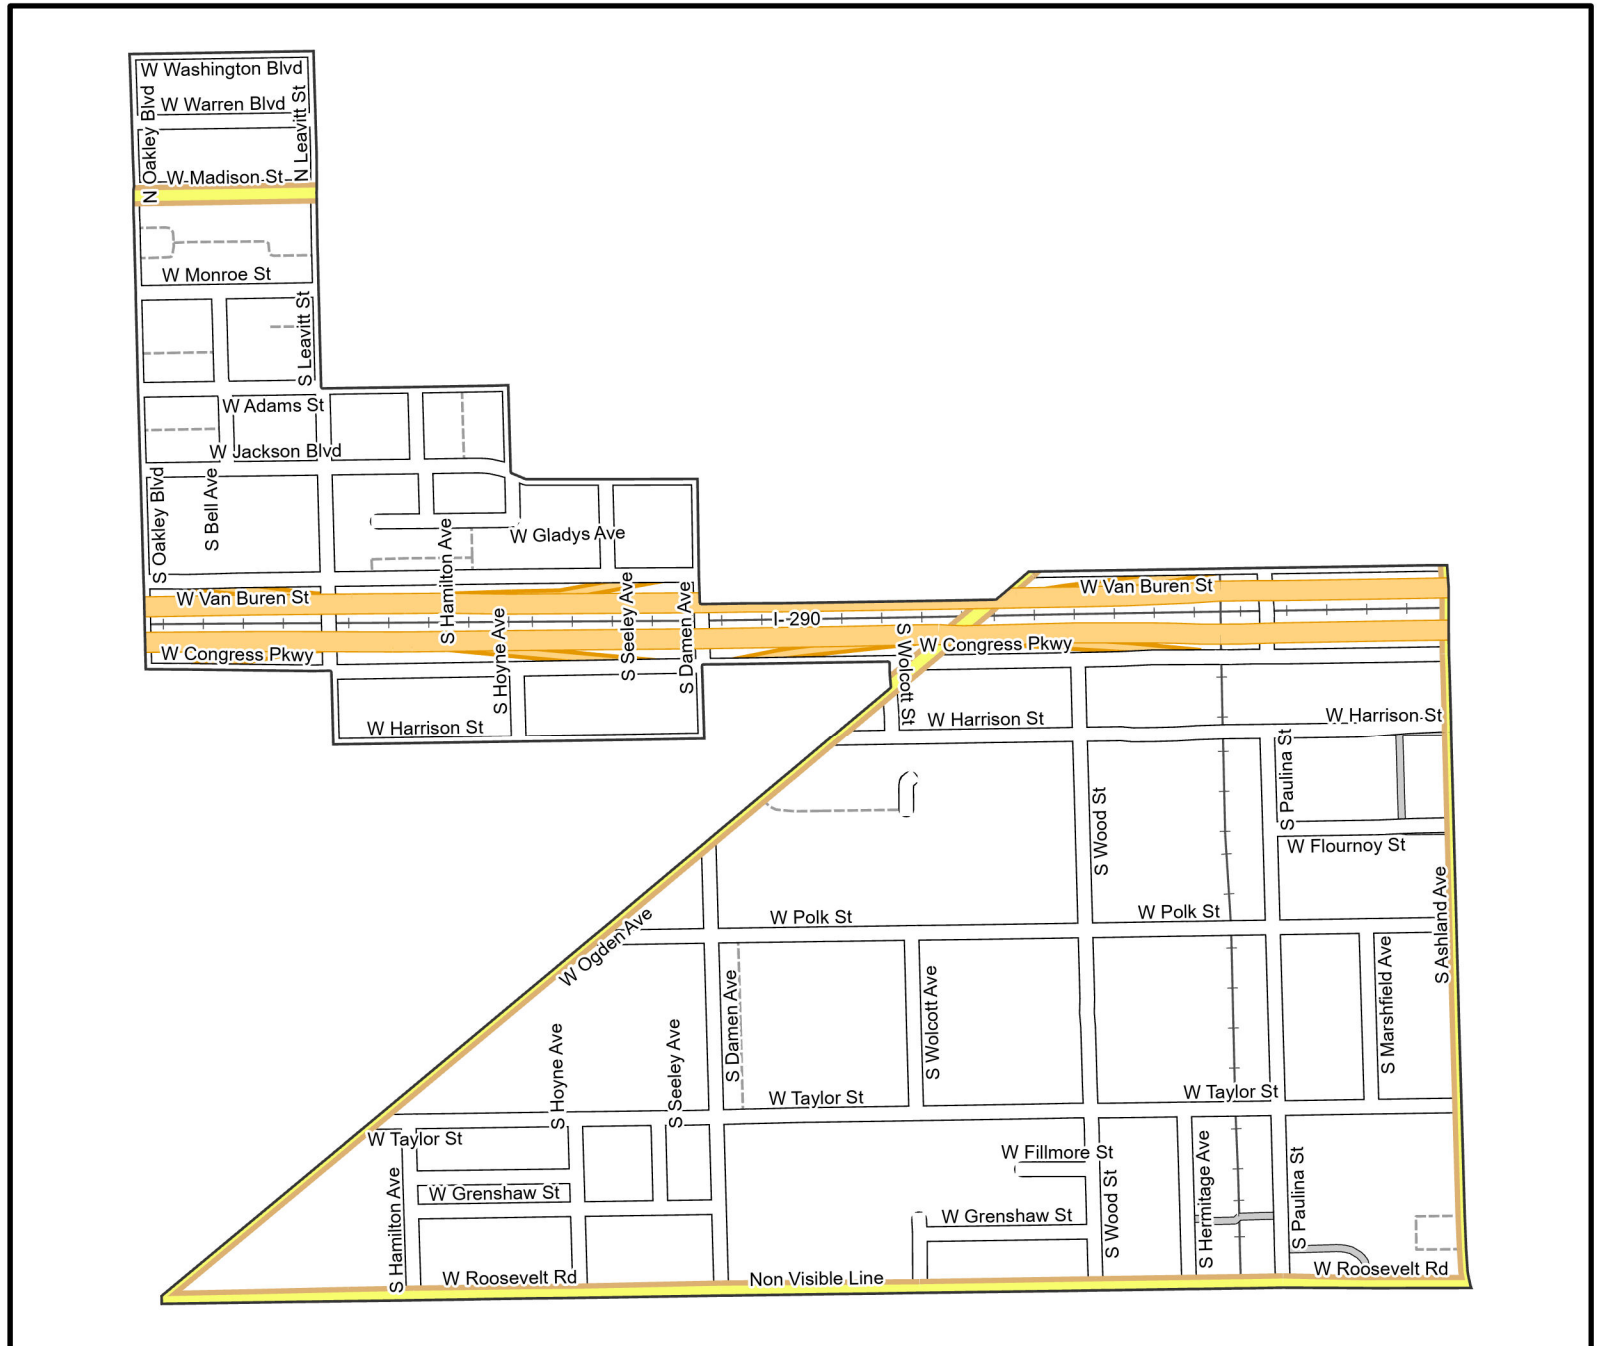 W Washington Blvd
W Warren Blvd
N Oakley Blvd
N Leavitt St
W Madison St
W Monroe St
S Leavitt St
W Adams St
W Jackson Blvd
S Oakley Blvd
S Bell Ave
W Gladys Ave
S Hamilton Ave
W Van Buren St
W Van Buren St
S Hoyne Ave
S Seeley Ave
S Damen Ave
I- 290
W Congress Pkwy
W Congress Pkwy
S Wolcott St
W Harrison St
W Harrison St
W Harrison St
S Paulina St
S Wood St
W Flournoy St
W Polk St
W Polk St
W Ogden Ave
S Ashland Ave
S Marshfield Ave
S Damen Ave
S Wolcott Ave
S Hoyne Ave
S Seeley Ave
W Taylor St
W Taylor St
W Taylor St
W Fillmore St
S Hamilton Ave
W Grenshaw St
W Grenshaw St
S Wood St
S Hermitage Ave
S Paulina St
W Roosevelt Rd
Non Visible Line
W Roosevelt Rd